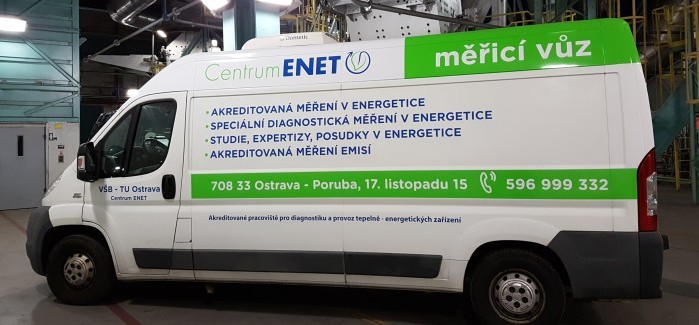 Dometic
Centrum ENET
měřicí vůz
• AKREDITOVANÁ MĚŘENÍ V ENERGETICE
• SPECIÁLNÍ DIAGNOSTICKÁ MĚŘENÍ V ENERGETICE
• STUDIE, EXPERTIZY, POSUDKY V ENERGETICE
• AKREDITOVANÁ MĚŘENÍ EMISÍ
708 33 Ostrava - Poruba, 17. listopadu 15 596 999 332
VŠB - TU Ostrava
Centrum ENET
Akreditované pracoviště pro diagnostiku a provoz tepelně - energetických zařízení